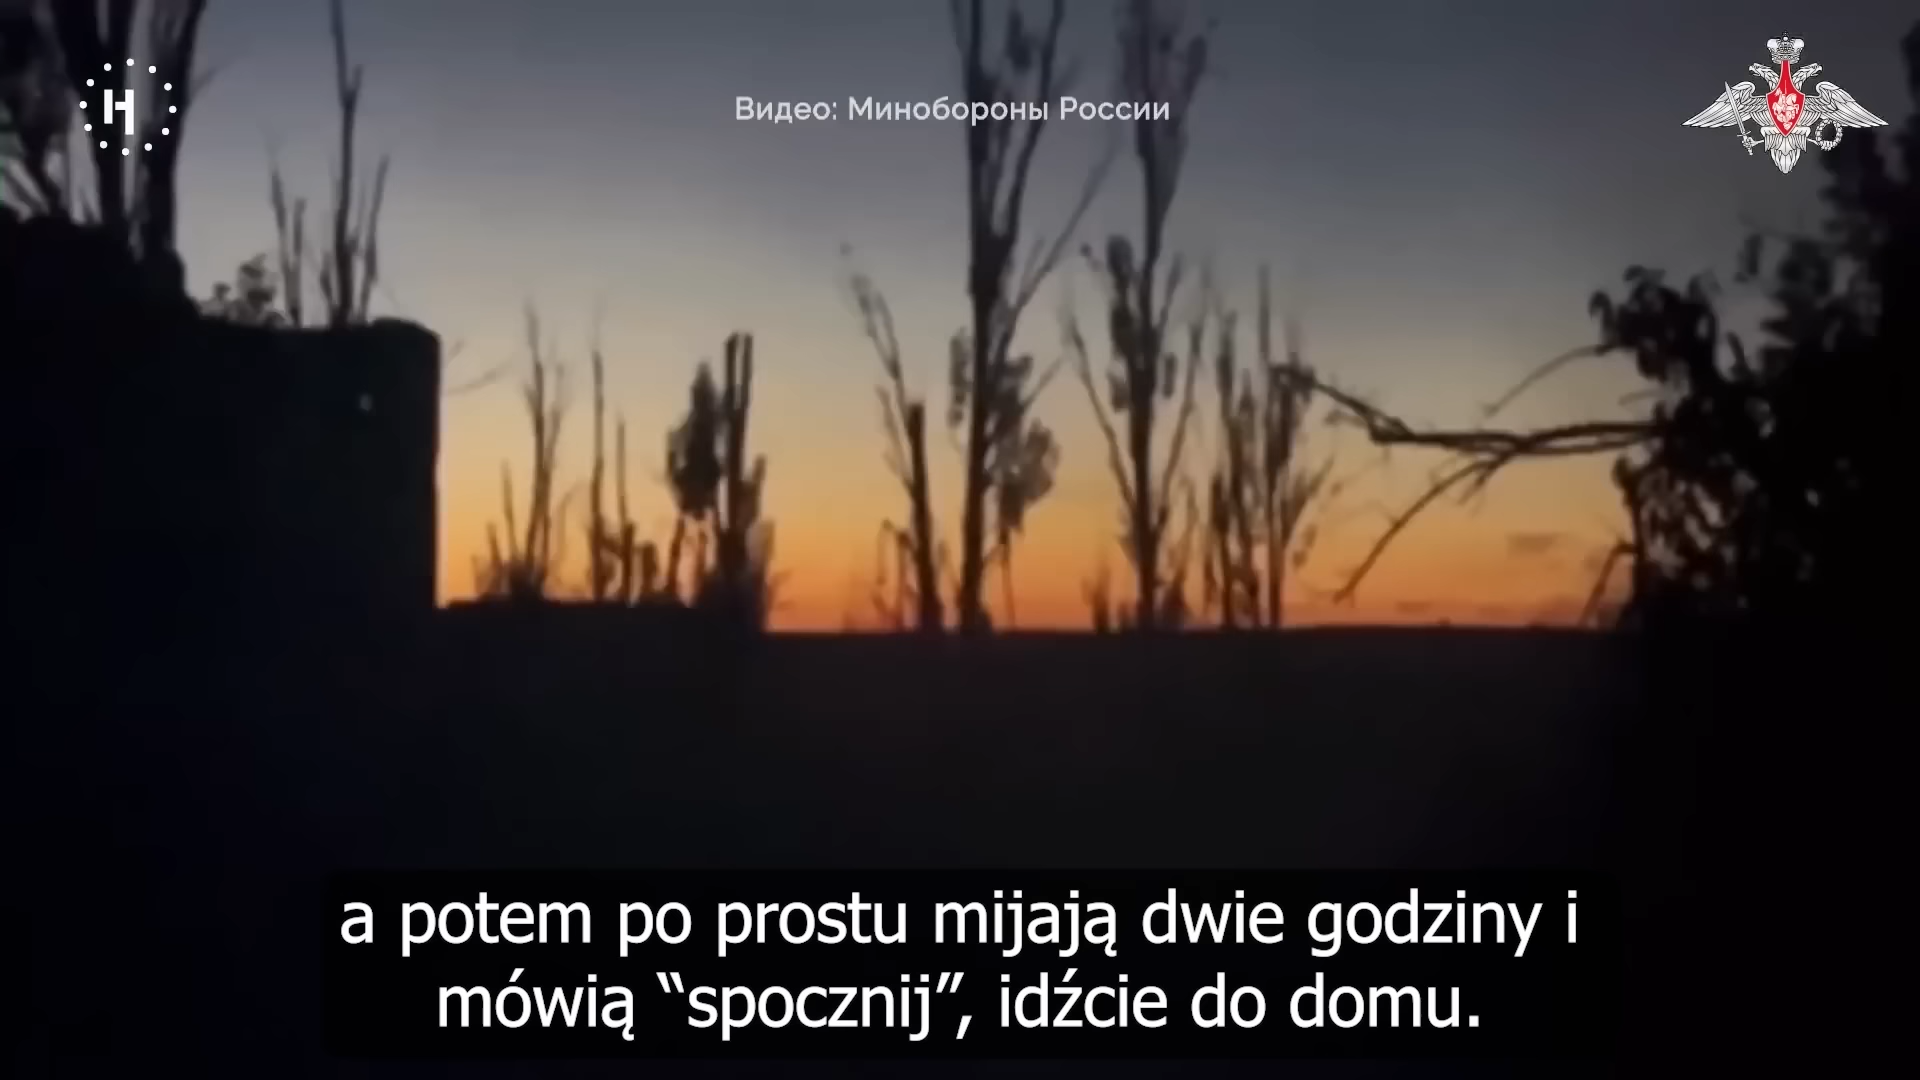 H
Видео: Минобороны России
а potem po prostu mijają dwie godziny i
mówią “spocznij”, idźcie do domu.